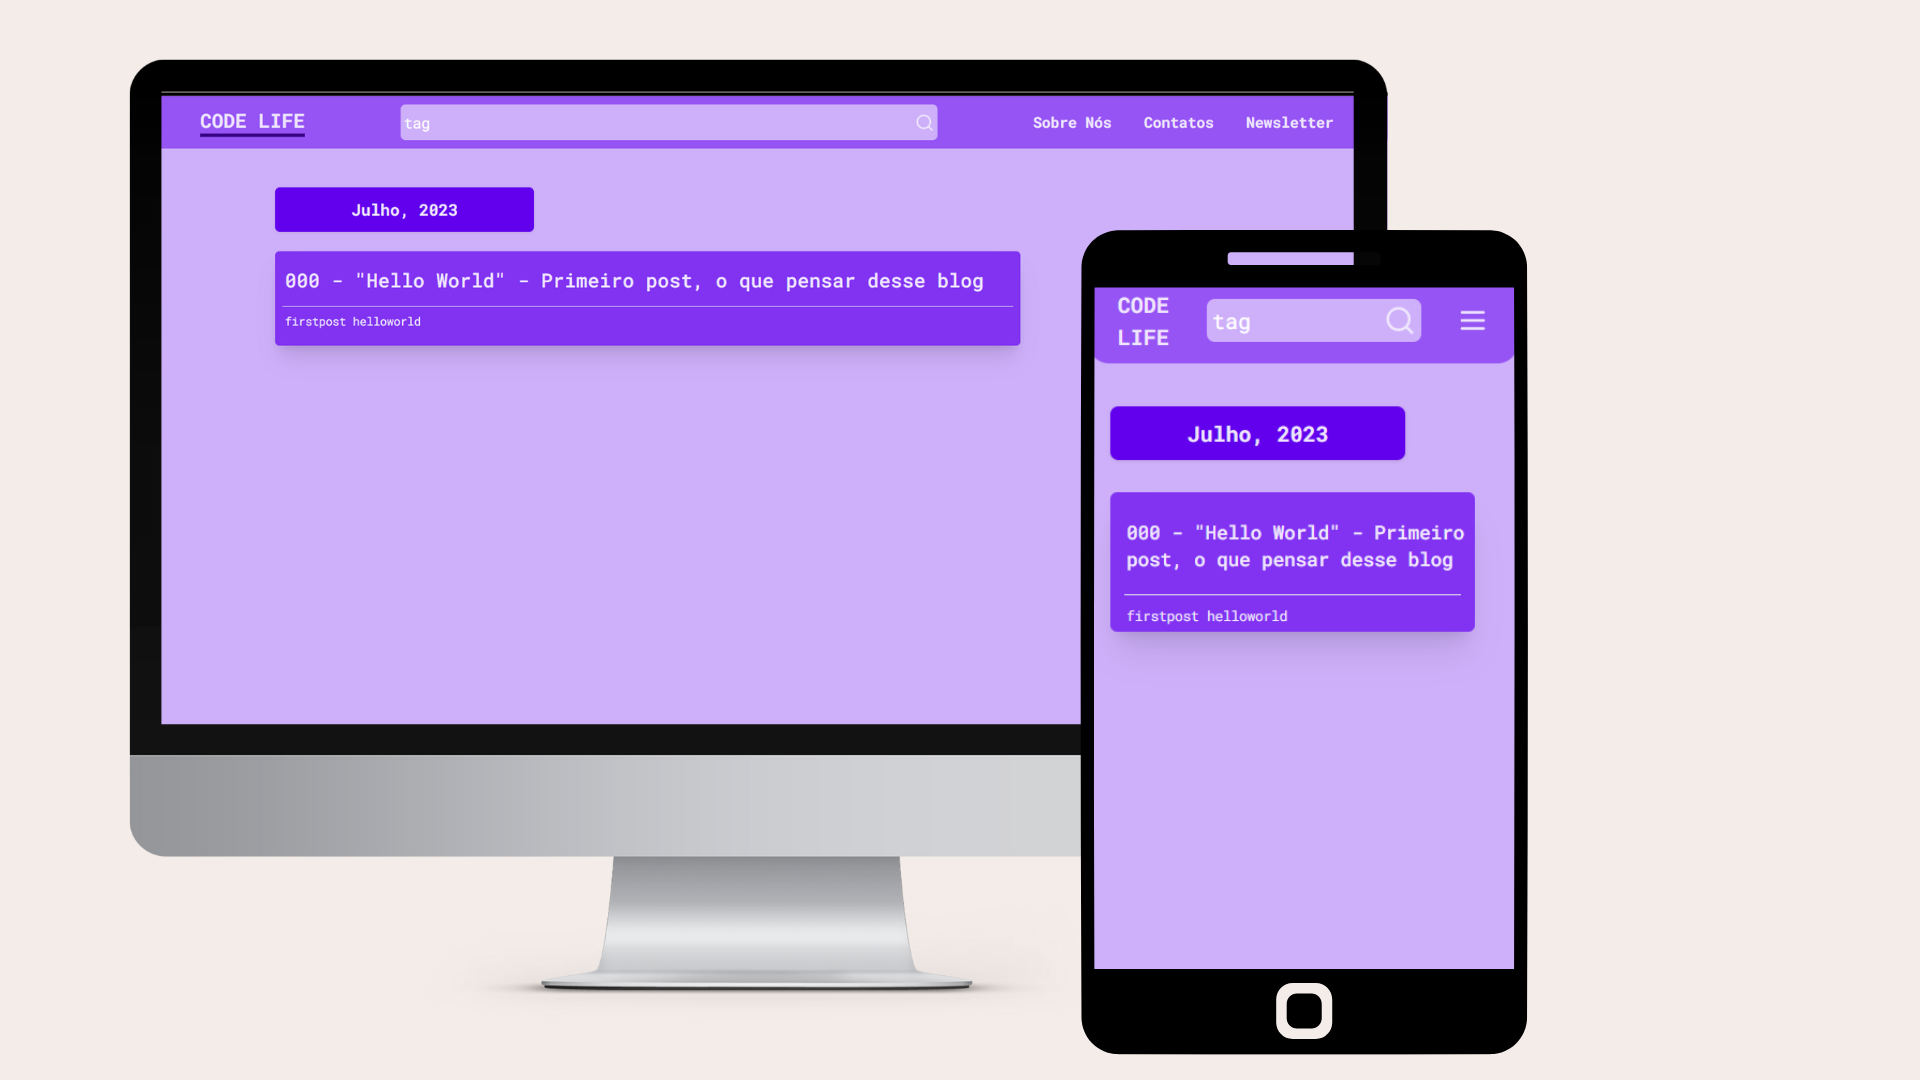 CODE LIFE
tag
Sobre Nós
Contatos
Newsletter
Julho, 2023
000 - "Hello World" - Primeiro post, o que pensar desse blog
firstpost helloworld
CODE
LIFE
tag
Julho, 2023
000 - "Hello World" - Primeiro
post, o que pensar desse blog
firstpost helloworld